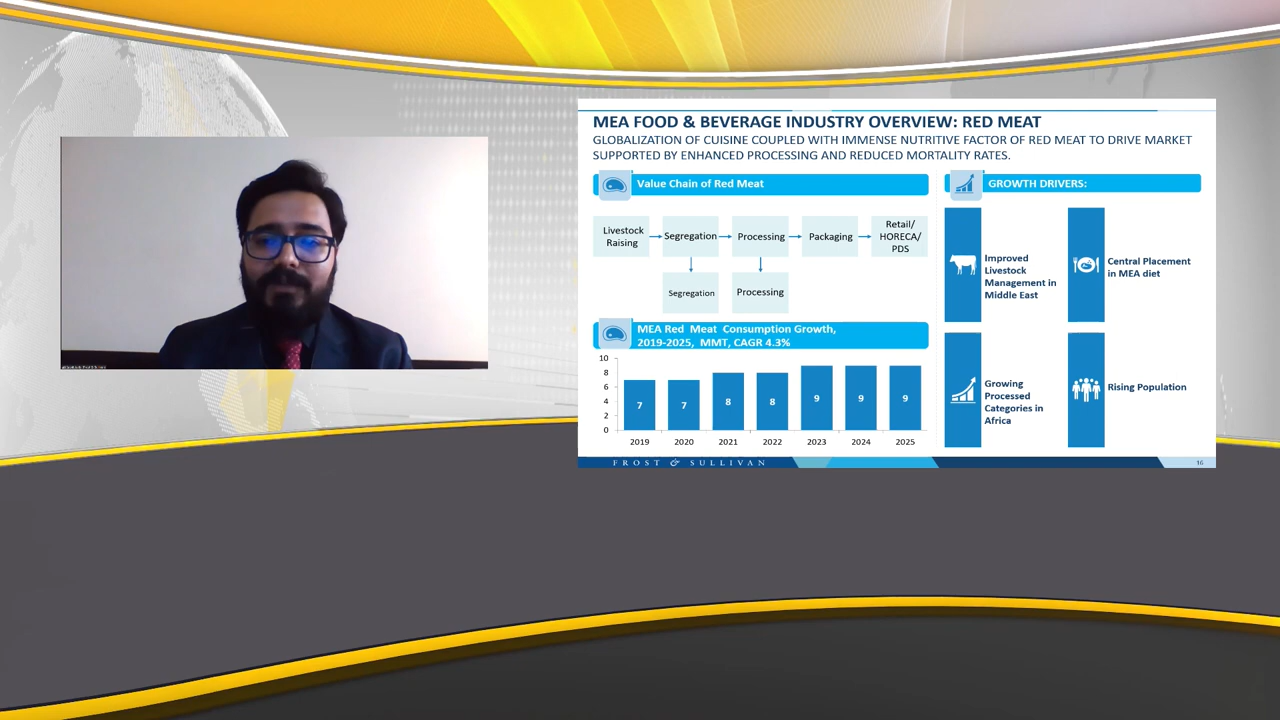 MEA FOOD & BEVERAGE INDUSTRY OVERVIEW: RED MEAT
GLOBALIZATION OF CUISINE COUPLED WITH IMMENSE NUTRITIVE FACTOR OF RED MEAT TO DRIVE MARKET
SUPPORTED BY ENHANCED PROCESSING AND REDUCED MORTALITY RATES.
Value Chain of Red Meat
Livestock
Raising
Segregation
Processing
Packaging
Retail/
HORECA/
PDS
Segregation
Processing
MEA Red Meat Consumption Growth,
2019-2025, MMT, CAGR 4.3%
10
8
6
4
2
0
7
7
8
8
9
9
9
2019
2020
2021
2022
2023
2024
2025
GROWTH DRIVERS:
Improved
Livestock
Management in
Middle East
Central Placement
in MEA diet
Growing
Processed
Categories in
Africa
Rising Population
FROST & SULLIVAN
16